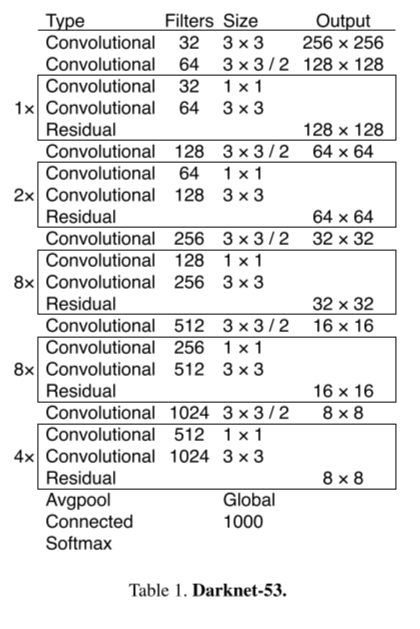 Type Filters Size Output
Convolutional 32 3 × 3 256 × 256
Convolutional 64 3 × 3 / 2 128 × 128
Convolutional 32 1 × 1
1× Convolutional 64 3 × 3
Residual 128 × 128
Convolutional 128 3 × 3 / 2 64 × 64
Convolutional 64 1 × 1
2× Convolutional 128 3 × 3
Residual 64 × 64
Convolutional 256 3 × 3 / 2 32 × 32
Convolutional 128 1 × 1
8× Convolutional 256 3 × 3
Residual 32 × 32
Convolutional 512 3 × 3 / 2 16 × 16
Convolutional 256 1 × 1
8× Convolutional 512 3 × 3
Residual 16 × 16
Convolutional 1024 3 × 3 / 2 8 × 8
Convolutional 512 1 × 1
4× Convolutional 1024 3 × 3
Residual 8 × 8
Avgpool Global
Connected 1000
Softmax
Table 1. Darknet-53.